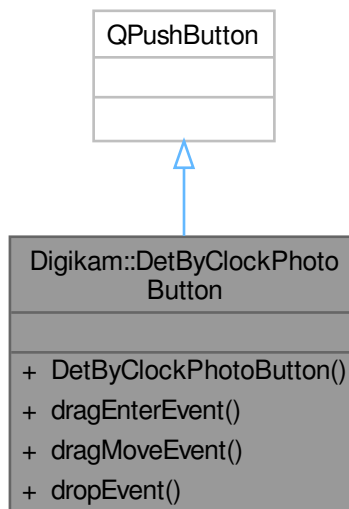 QPushButton
Digikam::DetByClockPhoto
Button
+ DetByClockPhotoButton()
+ dragEnterEvent()
+ dragMoveEvent()
+ dropEvent()